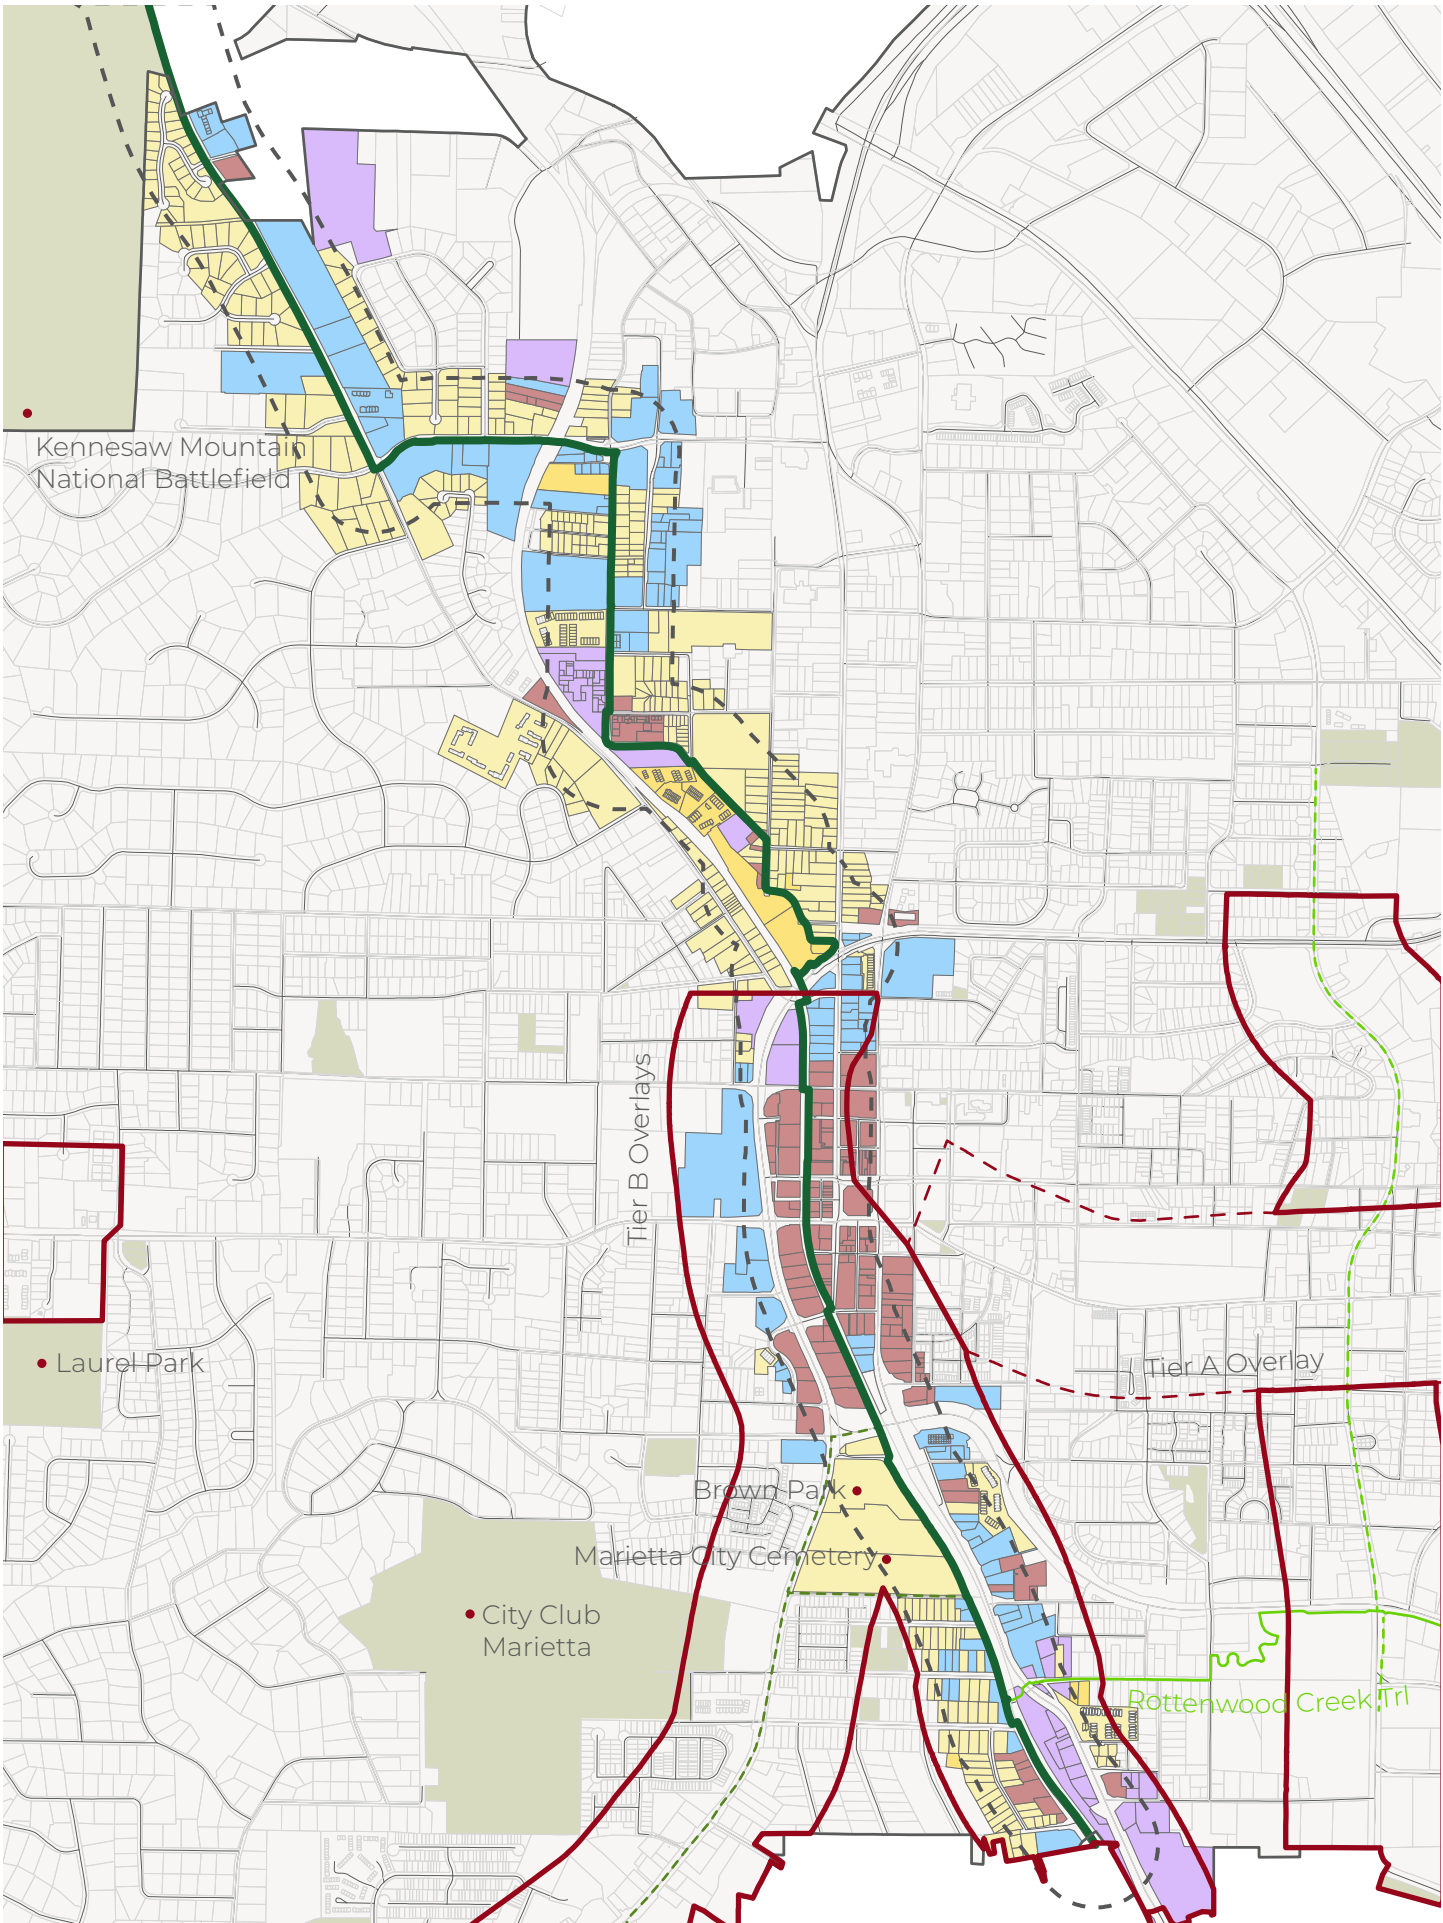 Kennesaw Mountain
National Battlefield
Tier B Overlays
Laurel Park
Tier A Overlay
Brown Park
Marietta City Cemetery
City Club
Marietta
Rottenwood Creek Trl